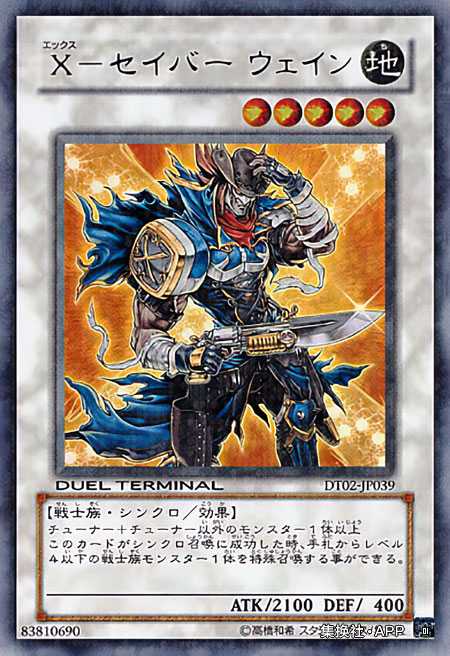 エックス
X－セイバー ウェイン
地
DUEL TERMINAL
DT02-JP039
【戦士族・シンクロ／効果】
チューナー＋チューナー以外のモンスター１体以上
このカードがシンクロ召喚に成功した時、手札からレベル
４以下の戦士族モンスター１体を特殊召喚する事ができる。
ATK/2100 DEF/ 400
83810690
©高橋和希 スタジオ
集換社·APP